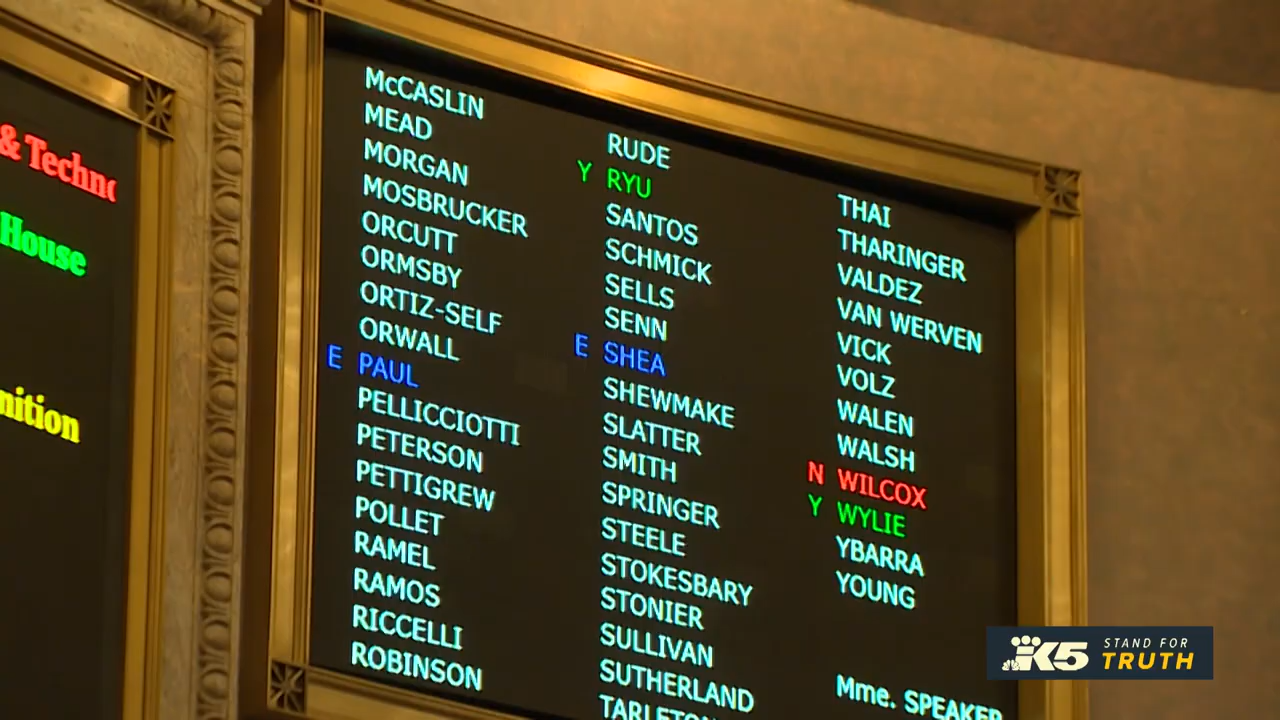 & Techno
House
nition
McCASLIN
MEAD
MORGAN
MOSBRUCKER
ORCUTT
ORMSBY
ORTIZ-SELF
ORWALL
E PAUL
PELLICCIOTTI
PETERSON
PETTIGREW
POLLET
RAMEL
RAMOS
RICCELLI
ROBINSON
RUDE
Y RYU
SANTOS
SCHMICK
SELLS
SENN
E SHEA
SHEWMAKE
SLATTER
SMITH
SPRINGER
STEELE
STOKESBARY
STONIER
SULLIVAN
SUTHERLAND
TARLETON
THAI
THARINGER
VALDEZ
VAN WERVEN
VICK
VOLZ
WALEN
WALSH
N WILCOX
Y WYLIE
YBARRA
YOUNG
Mme. SPEAKER
K5 STAND FOR
TRUTH